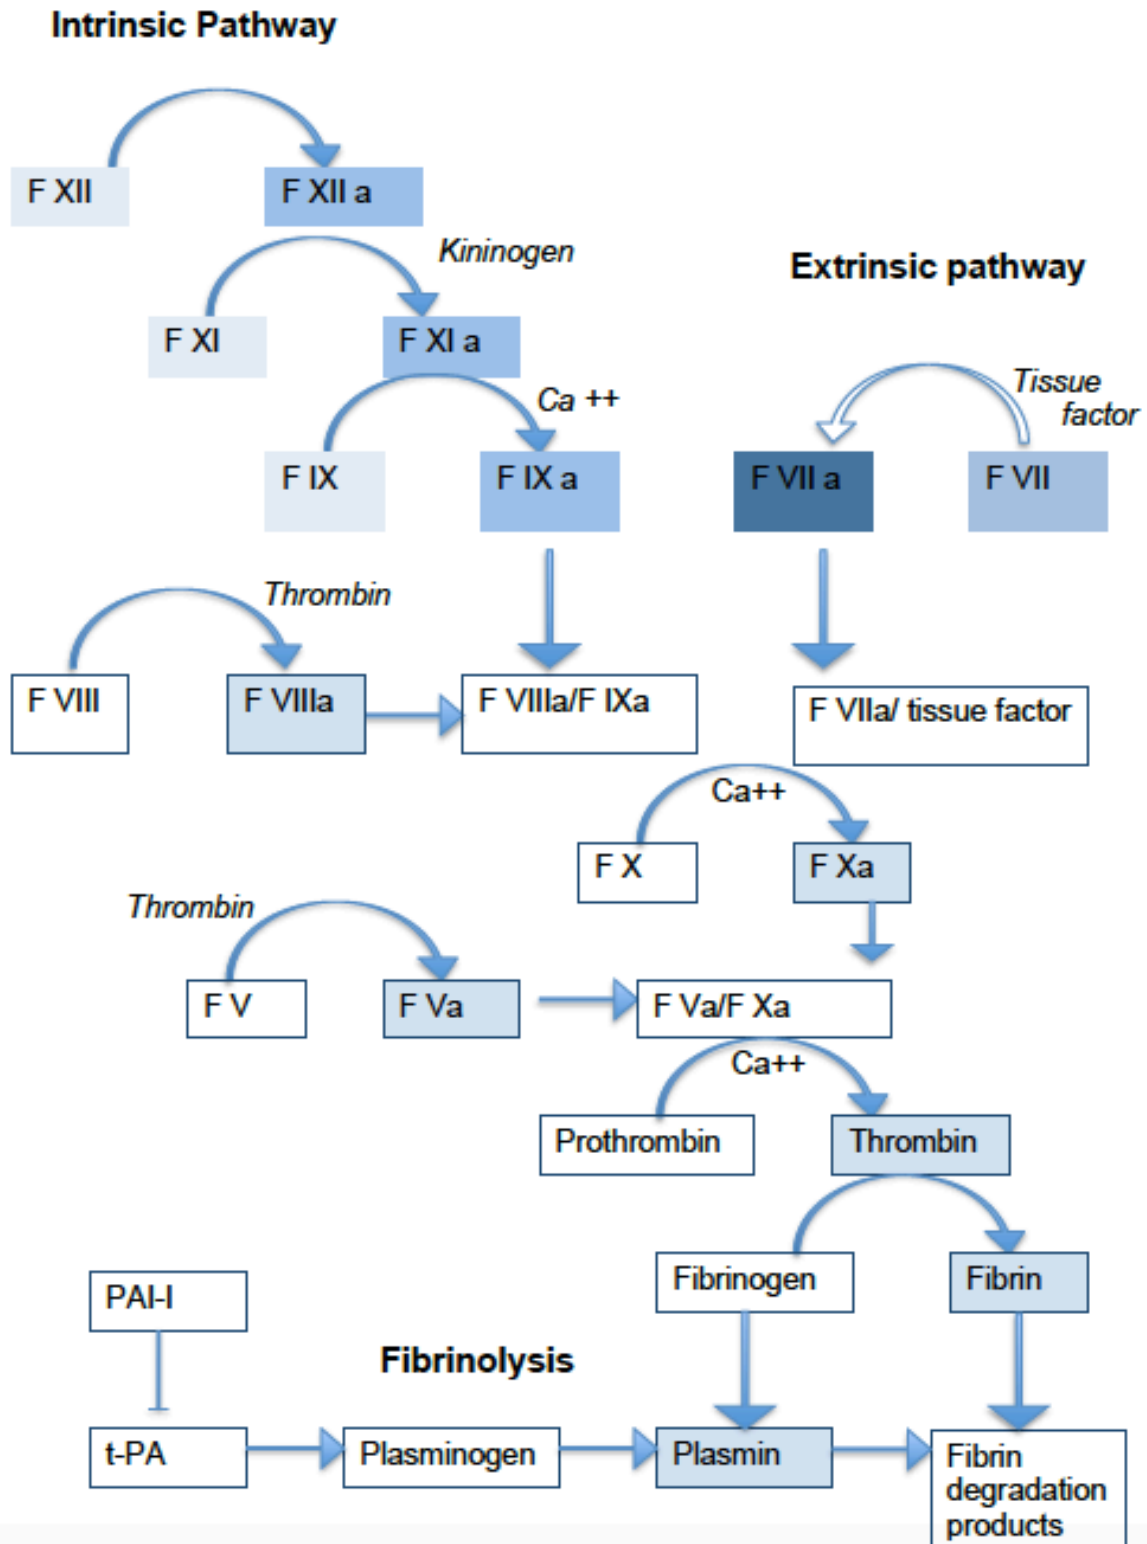 Intrinsic Pathway
F XII
F XII a
Kininogen
Extrinsic pathway
F XI
F XI a
Ca ++
Tissue
factor
F IX
F IX a
F VII a
F VII
Thrombin
F VIII
F VIIIa
F VIIIa/F IXa
F VIIa/ tissue factor
Ca++
F X
F Xa
Thrombin
F V
F Va
F Va/F Xa
Ca++
Prothrombin
Thrombin
Fibrinogen
Fibrin
PAI-I
Fibrinolysis
t-PA
Plasminogen
Plasmin
Fibrin
degradation
products